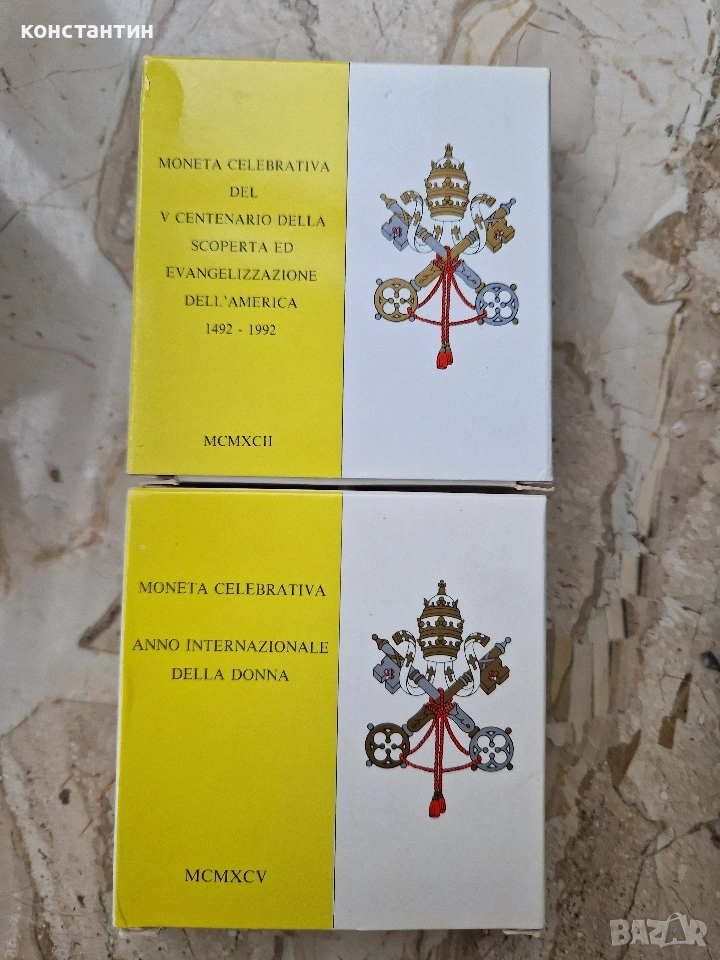 константин
MONETA CELEBRATIVA
DEL
V CENTENARIO DELLA
SCOPERTA ED
EVANGELIZZAZIONE
DELL'AMERICA
1492 - 1992
MCMXCII
MONETA CELEBRATIVA
ANNO INTERNAZIONALE
DELLA DONNA
MCMXCV
BAZAR